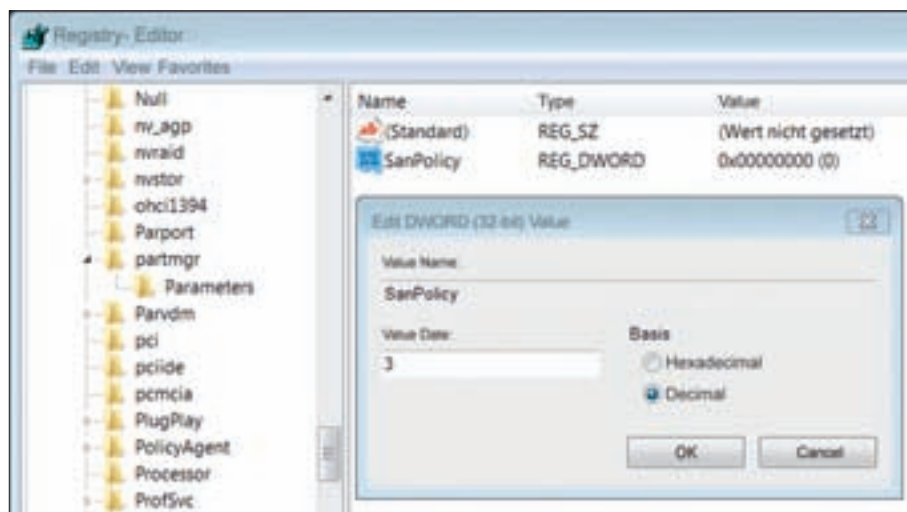 Registry- Editor
File Edit View Favorites
Null
nv_agp
nvraid
nvstor
ohci1394
Parport
partmgr
Parameters
Parvdm
pci
pciide
pcmcia
PlugPlay
PolicyAgent
Processor
ProfSvc
Name Type Value
(Standard) REG_SZ (Wert nicht gesetzt)
SanPolicy REG_DWORD 0x00000000 (0)
Edit DWORD (32-bit) Value
Value Name:
SanPolicy
Value Date: Basis
3 Hexadecimal
Decimal
OK Cancel